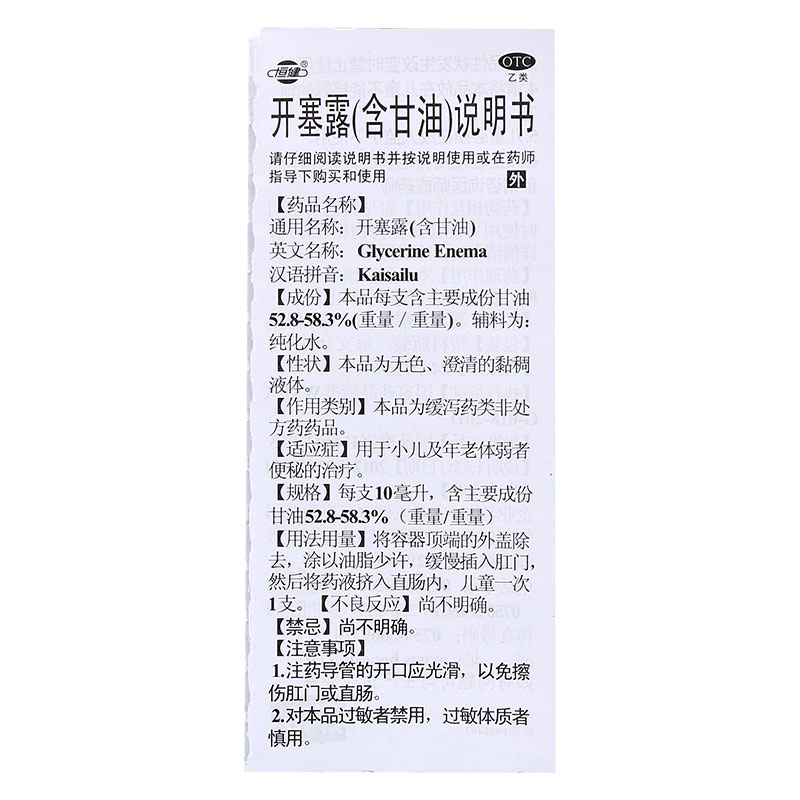 恒健®
OTC
乙类
开塞露(含甘油)说明书
请仔细阅读说明书并按说明使用或在药师
指导下购买和使用
外
【药品名称】
通用名称：开塞露(含甘油)
英文名称：Glycerine Enema
汉语拼音：Kaisailu
【成份】本品每支含主要成份甘油
52.8-58.3%(重量／重量)。辅料为：
纯化水。
【性状】本品为无色、澄清的黏稠
液体。
【作用类别】本品为缓泻药类非处
方药药品。
【适应症】用于小儿及年老体弱者
便秘的治疗。
【规格】每支10毫升，含主要成份
甘油52.8-58.3%（重量/重量）
【用法用量】将容器顶端的外盖除
去，涂以油脂少许，缓慢插入肛门，
然后将药液挤入直肠内，儿童一次
1支。【不良反应】尚不明确。
【禁忌】尚不明确。
【注意事项】
1.注药导管的开口应光滑，以免擦
伤肛门或直肠。
2.对本品过敏者禁用，过敏体质者
慎用。